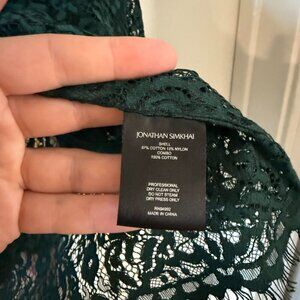 JONATHAN SIMKHAI
SHELL
87% COTTON 13% NYLON
COMBO
100% COTTON
PROFESSIONAL
DRY CLEAN ONLY
DO NOT STEAM
DRY PRESS ONLY
MADE IN CHINA